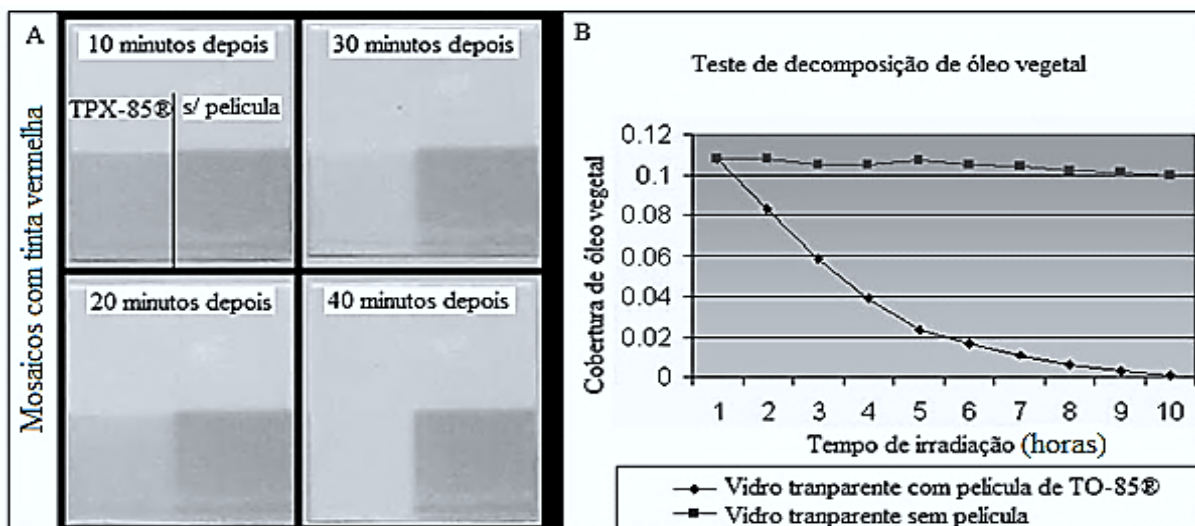 A
Mosaicos com tinta vermelha
10 minutos depois
TPX-85®
s/ pelicula
30 minutos depois
20 minutos depois
40 minutos depois
B
Teste de decomposição de óleo vegetal
Cobertura de óleo vegetal
0.12
0.1
0.08
0.06
0.04
0.02
0
1 2 3 4 5 6 7 8 9 10
Tempo de irradiação (horas)
Vidro tranparente com película de TO-85®
Vidro tranparente sem película